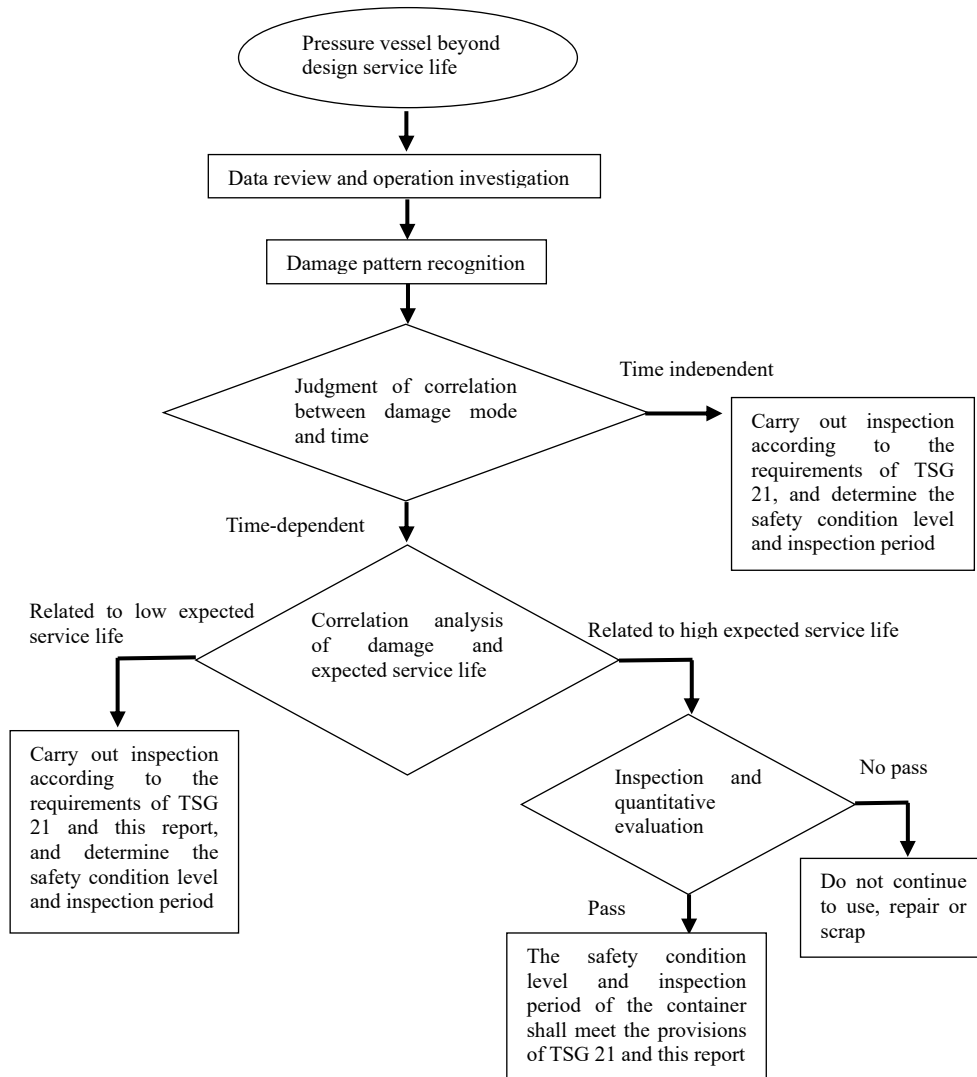 Pressure vessel beyond
design service life
Data review and operation investigation
Damage pattern recognition
Judgment of correlation
between damage mode
and time
Time independent
Carry out inspection
according to the
requirements of TSG
21, and determine the
safety condition level
and inspection period
Time-dependent
Correlation analysis
of damage and
expected service life
Related to low expected
service life
Related to high expected service life
Carry out inspection
according to the
requirements of TSG
21 and this report,
and determine the
safety condition level
and inspection period
Inspection and
quantitative
evaluation
No pass
Do not continue
to use, repair or
scrap
Pass
The safety condition
level and inspection
period of the container
shall meet the provisions
of TSG 21 and this report